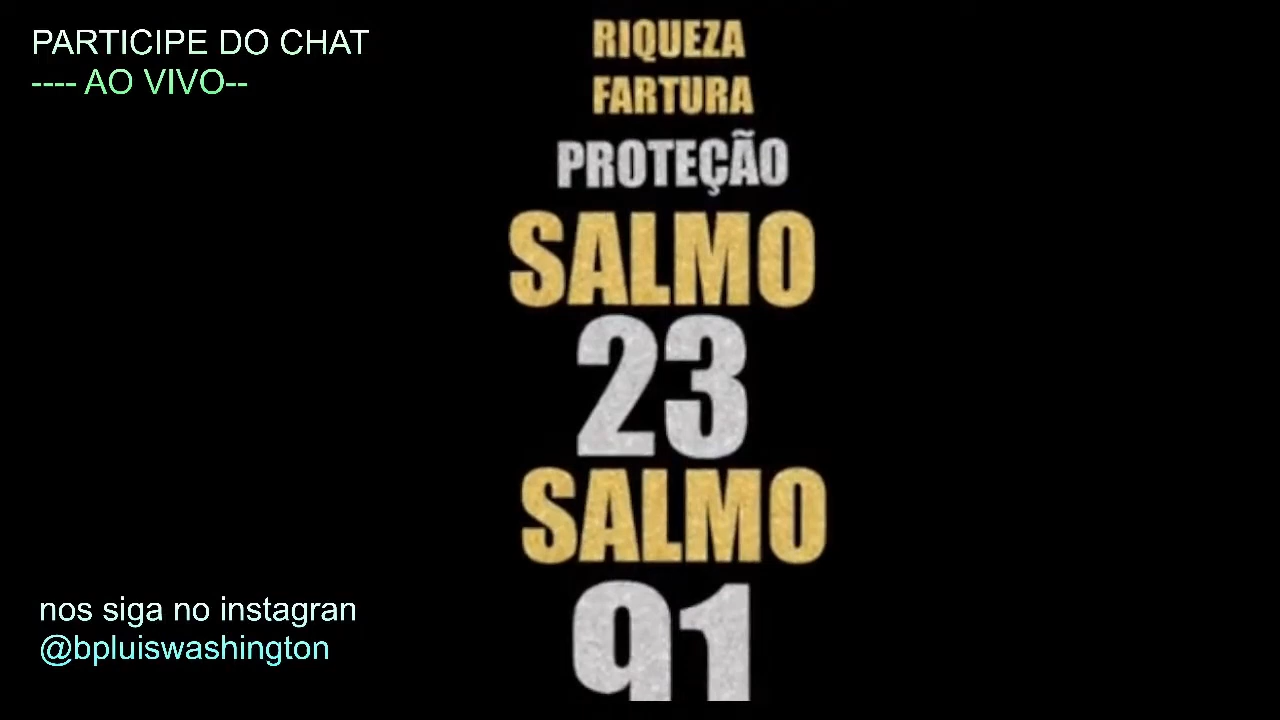 PARTICIPE DO CHAT
---- AO VIVO--
RIQUEZA
FARTURA
PROTEÇÃO
SALMO
23
SALMO
91
nos siga no instagran
@bpluiswashington